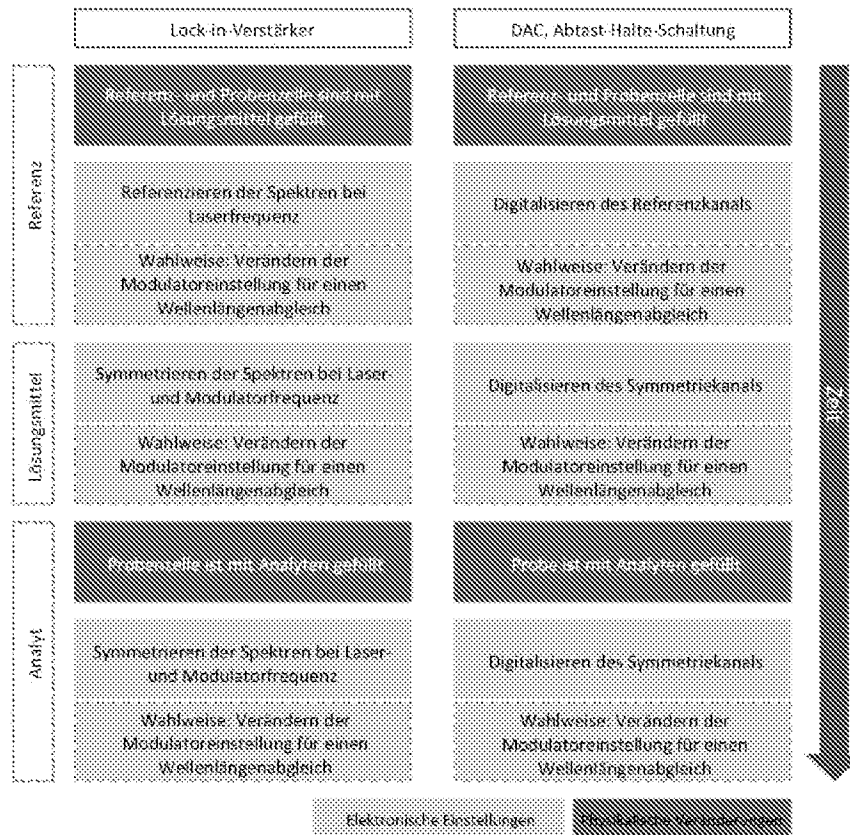 Lock-in-Verstärker
DAC, Abtast-Halte-Schaltung
Referenz
Referenz- und Probenzelle sind mit
Lösungsmittel gefüllt
Referenz- und Probenzelle sind mit
Lösungsmittel gefüllt
Referenzieren der Spektren bei
Laserfrequenz
Digitalisieren des Referenzkanals
Wahlweise: Verändern der
Modulatoreinstellung für einen
Wellenlängenabgleich
Wahlweise: Verändern der
Modulatoreinstellung für einen
Wellenlängenabgleich
Lösungsmittel
Symmetrieren der Spektren bei Laser-
und Modulatorfrequenz
Digitalisieren des Symmetriekanals
Wahlweise: Verändern der
Modulatoreinstellung für einen
Wellenlängenabgleich
Wahlweise: Verändern der
Modulatoreinstellung für einen
Wellenlängenabgleich
Zeit
Analyt
Probenzelle ist mit Analyten gefüllt
Probe ist mit Analyten gefüllt
Symmetrieren der Spektren bei Laser-
und Modulatorfrequenz
Digitalisieren des Symmetriekanals
Wahlweise: Verändern der
Modulatoreinstellung für einen
Wellenlängenabgleich
Wahlweise: Verändern der
Modulatoreinstellung für einen
Wellenlängenabgleich
Elektronische Einstellungen
Physikalische Veränderungen